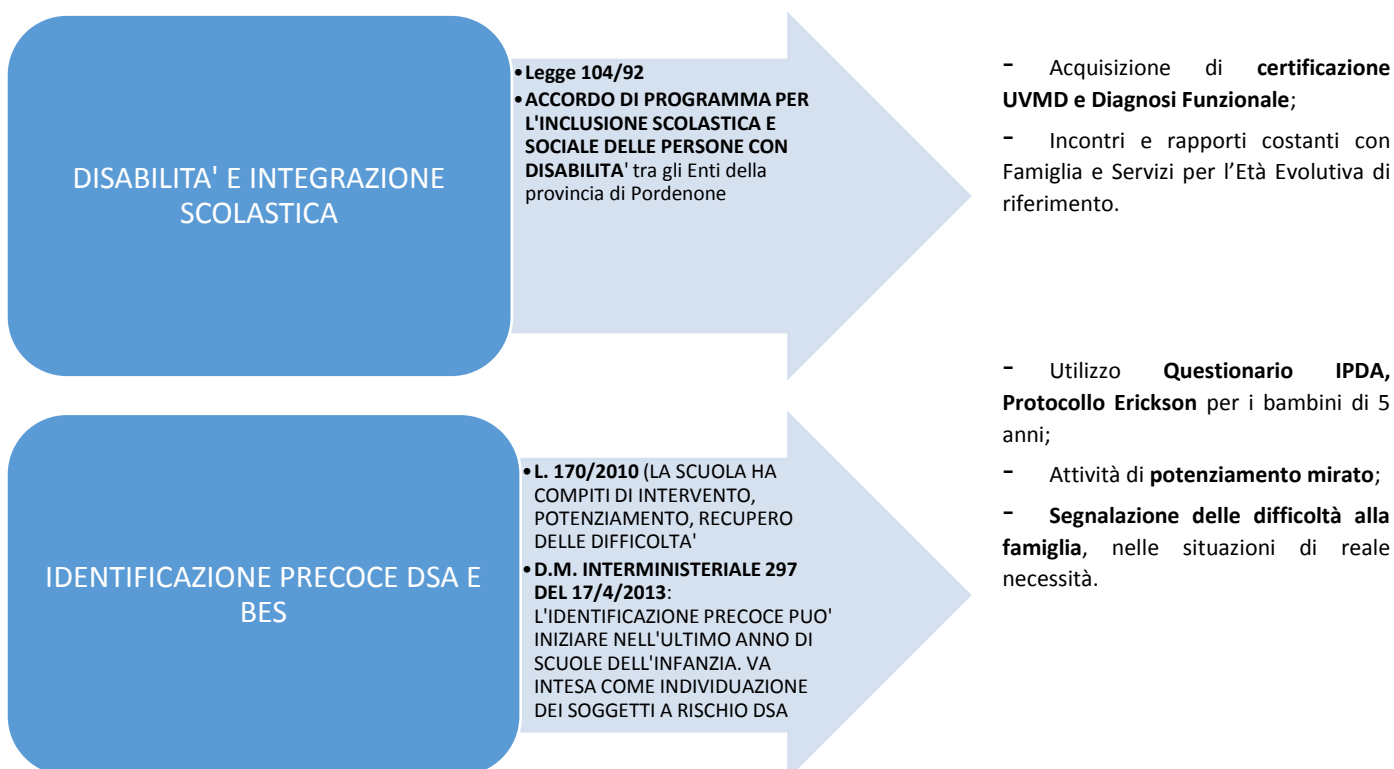 DISABILITA' E INTEGRAZIONE
SCOLASTICA
•Legge 104/92
•ACCORDO DI PROGRAMMA PER
L'INCLUSIONE SCOLASTICA E
SOCIALE DELLE PERSONE CON
DISABILITA' tra gli Enti della
provincia di Pordenone
- Acquisizione di certificazione
UVMD e Diagnosi Funzionale;
- Incontri e rapporti costanti con
Famiglia e Servizi per l'Età Evolutiva di
riferimento.
IDENTIFICAZIONE PRECOCE DSA E
BES
•L. 170/2010 (LA SCUOLA HA
COMPITI DI INTERVENTO,
POTENZIAMENTO, RECUPERO
DELLE DIFFICOLTA'
•D.M. INTERMINISTERIALE 297
DEL 17/4/2013:
L'IDENTIFICAZIONE PRECOCE PUO'
INIZIARE NELL'ULTIMO ANNO DI
SCUOLE DELL'INFANZIA. VA
INTESA COME INDIVIDUAZIONE
DEI SOGGETTI A RISCHIO DSA
- Utilizzo Questionario IPDA,
Protocollo Erickson per i bambini di 5
anni;
- Attività di potenziamento mirato;
- Segnalazione delle difficoltà alla
famiglia, nelle situazioni di reale
necessità.